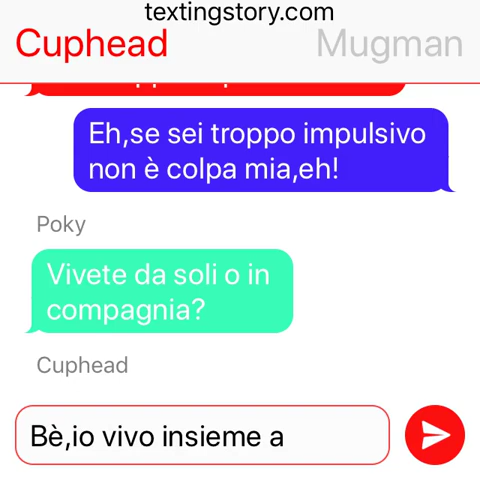 textingstory.com
Cuphead Mugman
Eh,se sei troppo impulsivo
non è colpa mia,eh!
Poky
Vivete da soli o in
compagnia?
Cuphead
Bè,io vivo insieme a